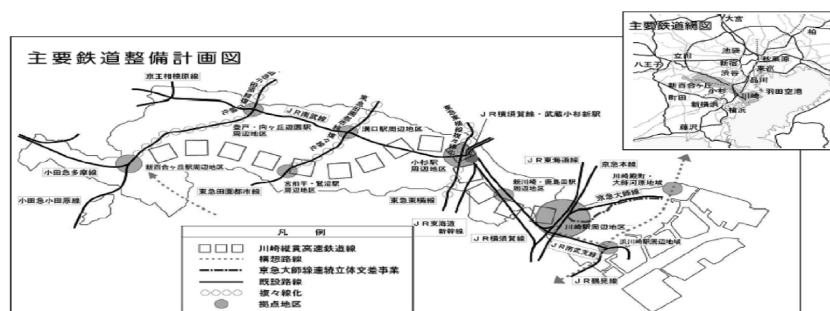 主要鉄道整備計画図
京王相模原線
JR南武線
登戸・向ヶ丘遊園駅
周辺地区
溝口駅周辺地区
JR横須賀線・武蔵小杉新駅
新百合ヶ丘駅周辺地区
宮前平・鷺沼駅
周辺地区
小杉駅
周辺地区
小田急多摩線
小田急小田原線
東急田園都市線
東急東横線
JR東海道
新幹線
JR横須賀線
新川崎・鹿島田駅
周辺地区
JR東海道線
京急本線
京急大師線
川崎殿町・
大師河原地域
川崎駅周辺地区
浜川崎駅周辺地域
JR南武支線
JR鶴見線
凡 例
川崎縦貫高速鉄道線
構想路線
京急大師線連続立体交差事業
既設路線
複々線化
拠点地区
主要鉄道網図
大宮
柏
池袋
秋葉原
立川
新宿
東京
八王子
渋谷
品川
新百合ヶ丘
小杉
川崎
羽田空港
町田
新横浜
横浜
藤沢